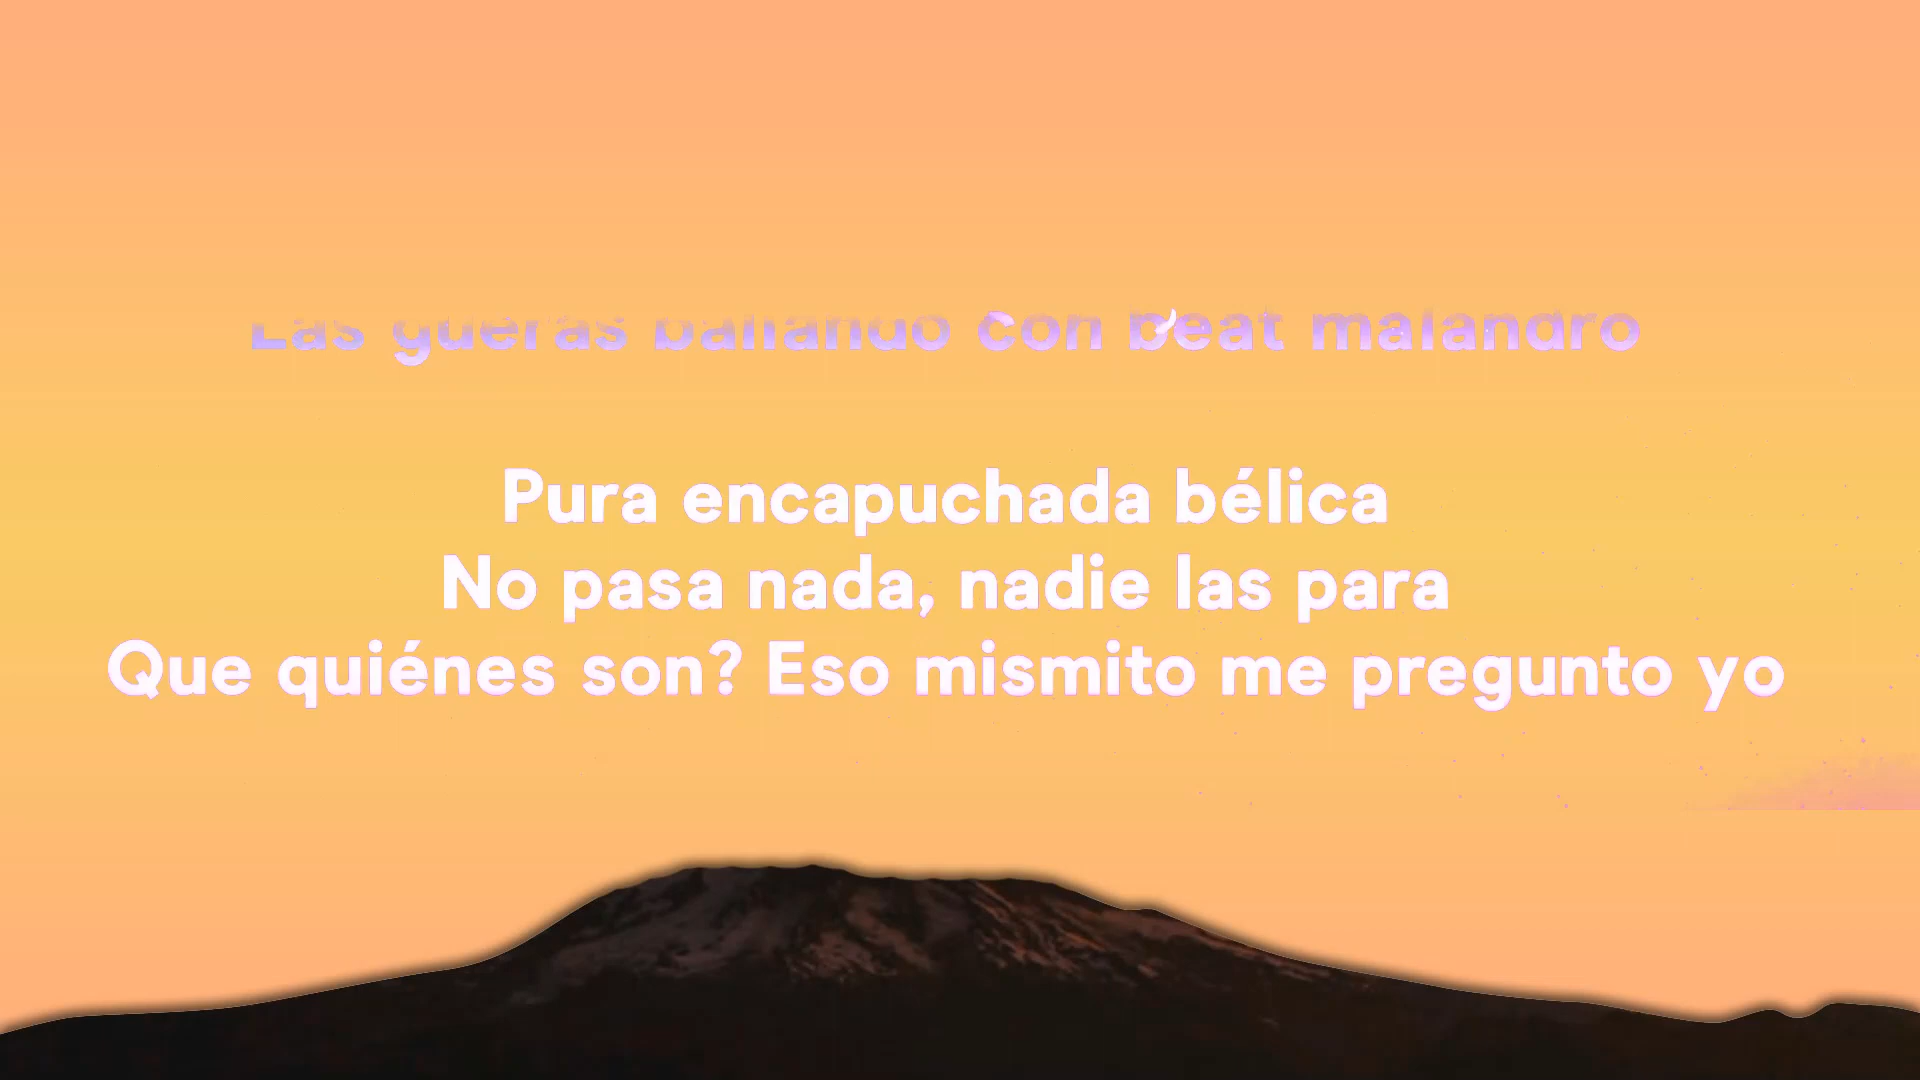 Las güeras bailando con beat malandro
Pura encapuchada bélica
No pasa nada, nadie las para
Que quiénes son? Eso mismito me pregunto yo